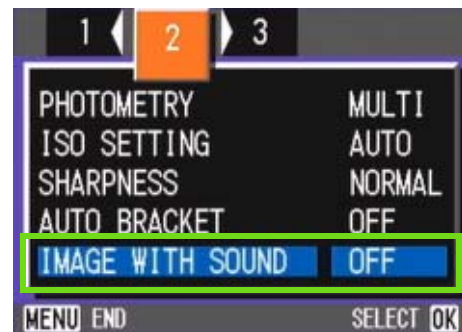 1 2 3
PHOTOMETRY MULTI
ISO SETTING AUTO
SHARPNESS NORMAL
AUTO BRACKET OFF
IMAGE WITH SOUND OFF
MENU END SELECT OK